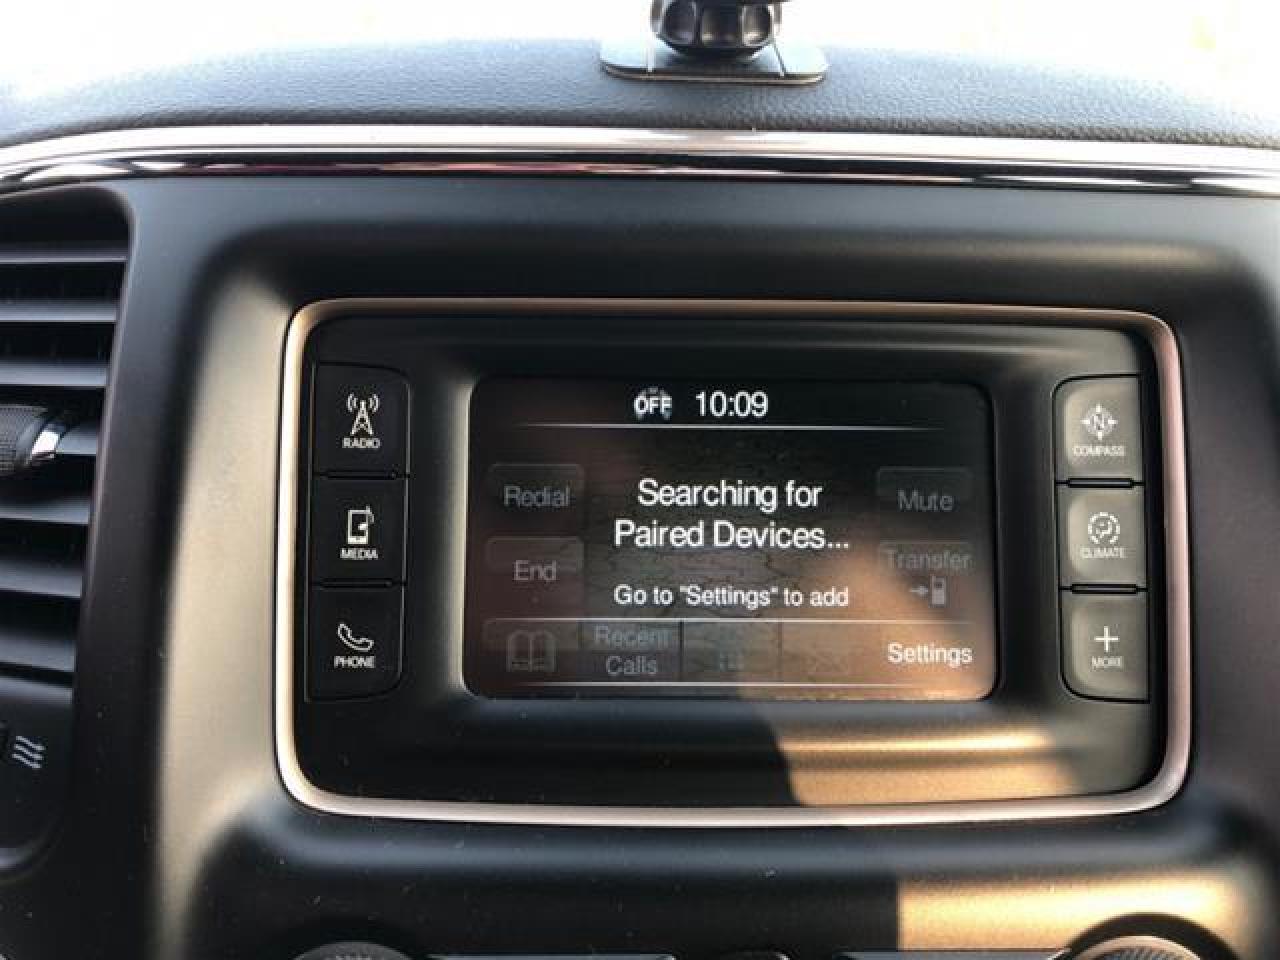 OFF 10:09
RADIO
MEDIA
PHONE
Redial
End
Searching for
Paired Devices...
Go to "Settings" to add
Recent
Calls
Mute
Transfer
Settings
N
COMPASS
CLIMATE
MORE